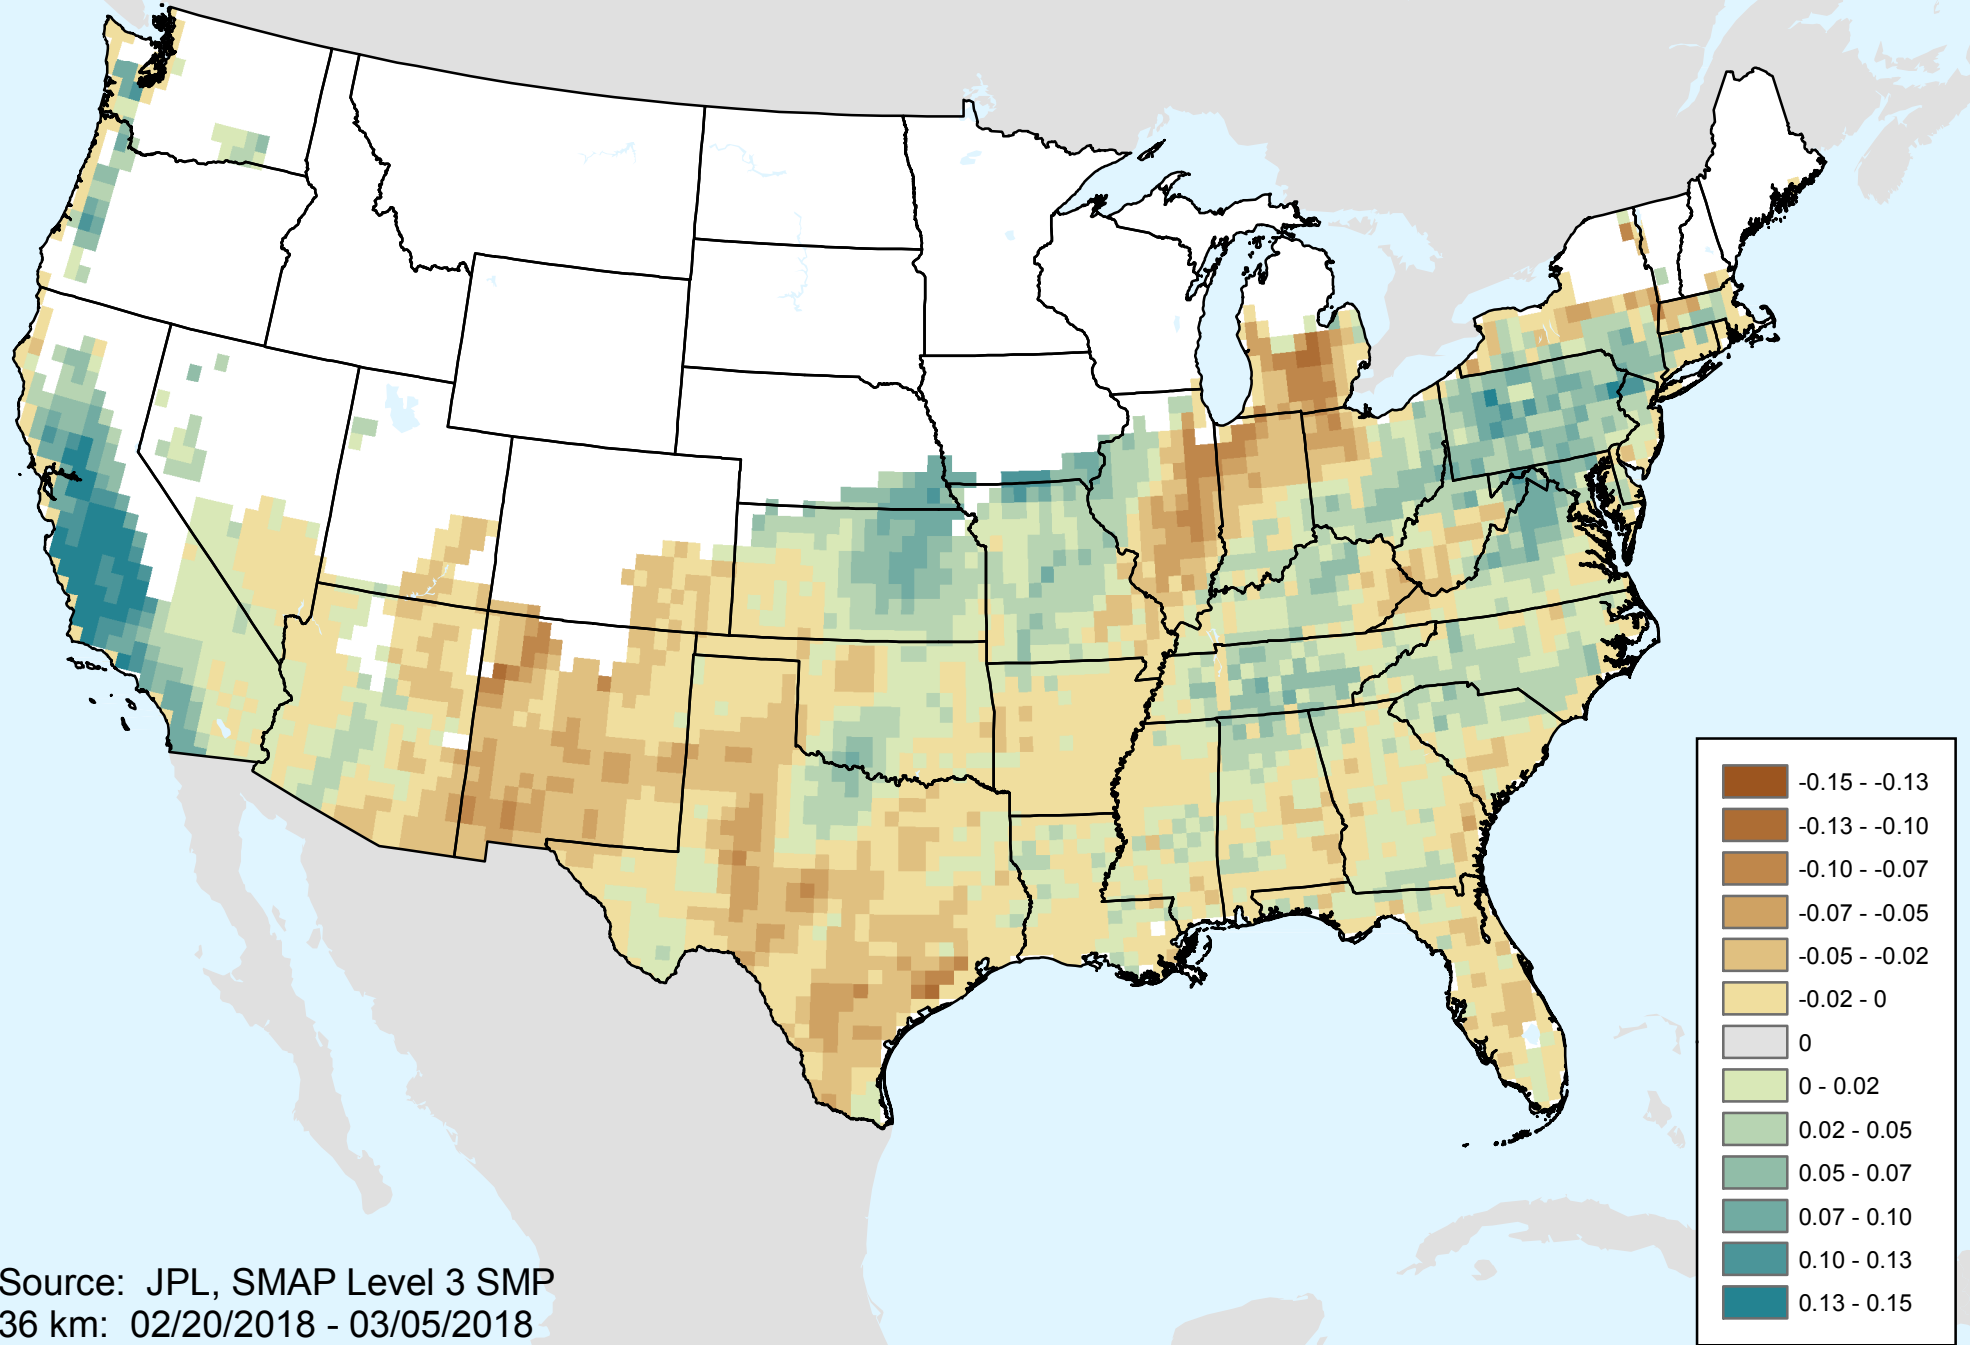 -0.15 - -0.13
-0.13 - -0.10
-0.10 - -0.07
-0.07 - -0.05
-0.05 - -0.02
-0.02 - 0
0
0 - 0.02
0.02 - 0.05
0.05 - 0.07
0.07 - 0.10
0.10 - 0.13
0.13 - 0.15
Source: JPL, SMAP Level 3 SMP
36 km: 02/20/2018 - 03/05/2018